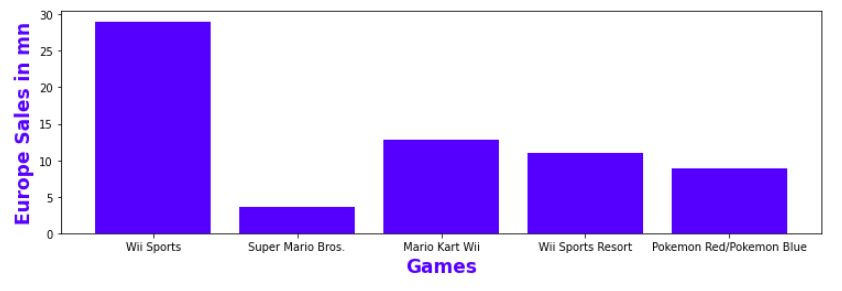 Europe Sales in mn
30
25
20
15
10
5
0
Wii Sports
Super Mario Bros.
Mario Kart Wii
Wii Sports Resort
Pokemon Red/Pokemon Blue
Games